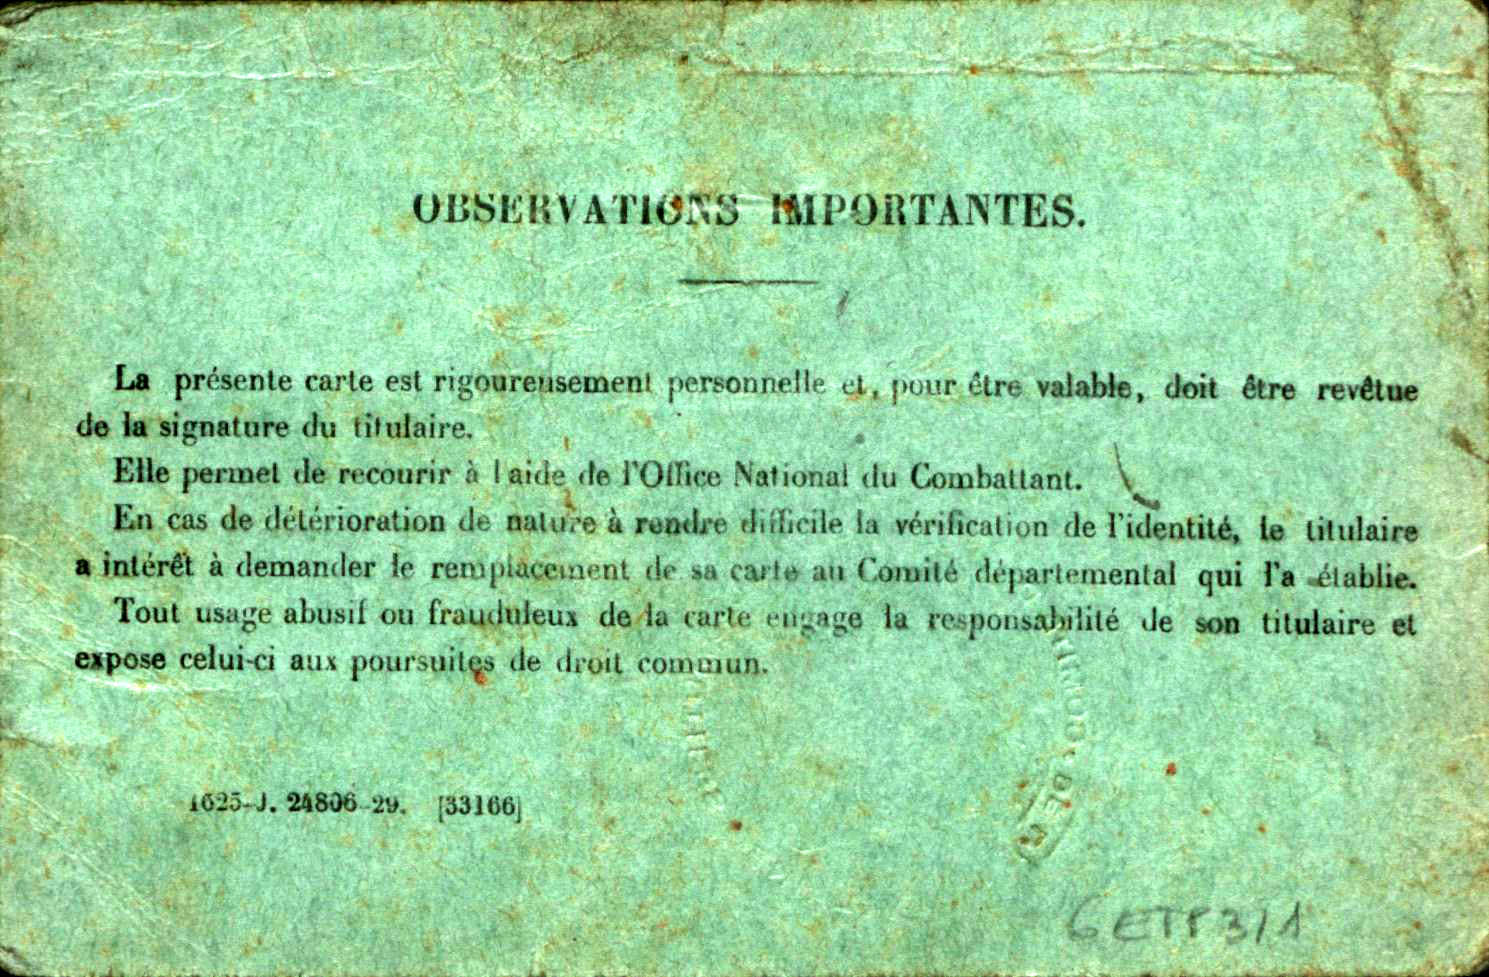 OBSERVATIONS IMPORTANTES.
La présente carte est rigoureusement personnelle et, pour être valable, doit être revêtue
de la signature du titulaire.
Elle permet de recourir à l'aide de l'Office National du Combattant.
En cas de détérioration de nature à rendre difficile la vérification de l'identité, le titulaire
a intérêt à demander le remplacement de sa carte au Comité départemental qui l'a établie.
Tout usage abusif ou frauduleux de la carte engage la responsabilité de son titulaire et
expose celui-ci aux poursuites de droit commun.
1625-J. 24806-29. [33166]
6 ETP 3/1